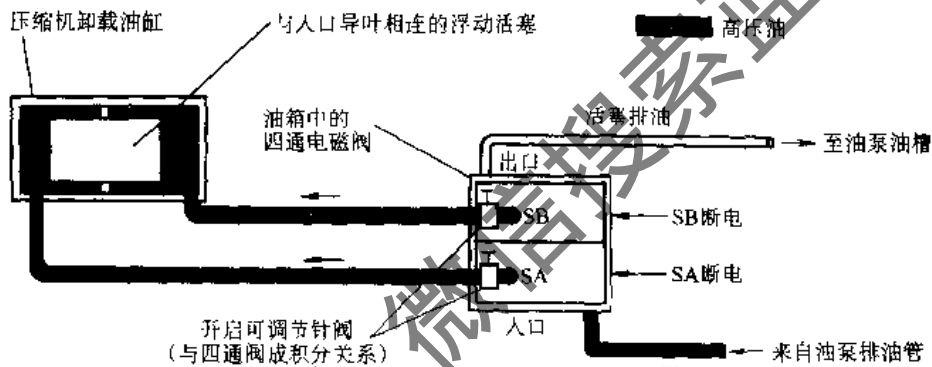 压缩机卸载油缸
与入口导叶相连的浮动活塞
高压油
油箱中的
四通电磁阀
活塞排油
至油泵油槽
出口
SB
SB断电
SA
SA断电
开启可调节针阀
(与四通阀成积分关系)
入口
来自油泵排油管
微信搜索